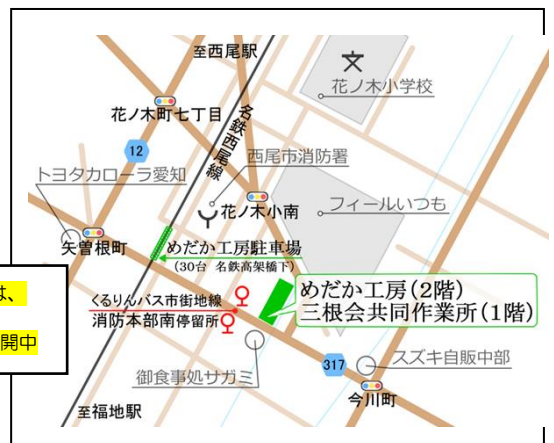 至西尾駅
花ノ木小学校
花ノ木町七丁目
名鉄西尾線
12
西尾市消防署
トヨタカローラ愛知
花ノ木小南
フィールいつも
矢曽根町
めだか工房駐車場
(30台 名鉄高架橋下)
は、
開中
くるりんバス市街地線
消防本部南停留所
めだか工房(2階)
三根会共同作業所(1階)
317
スズキ自販中部
御食事処サガミ
今川町
至福地駅